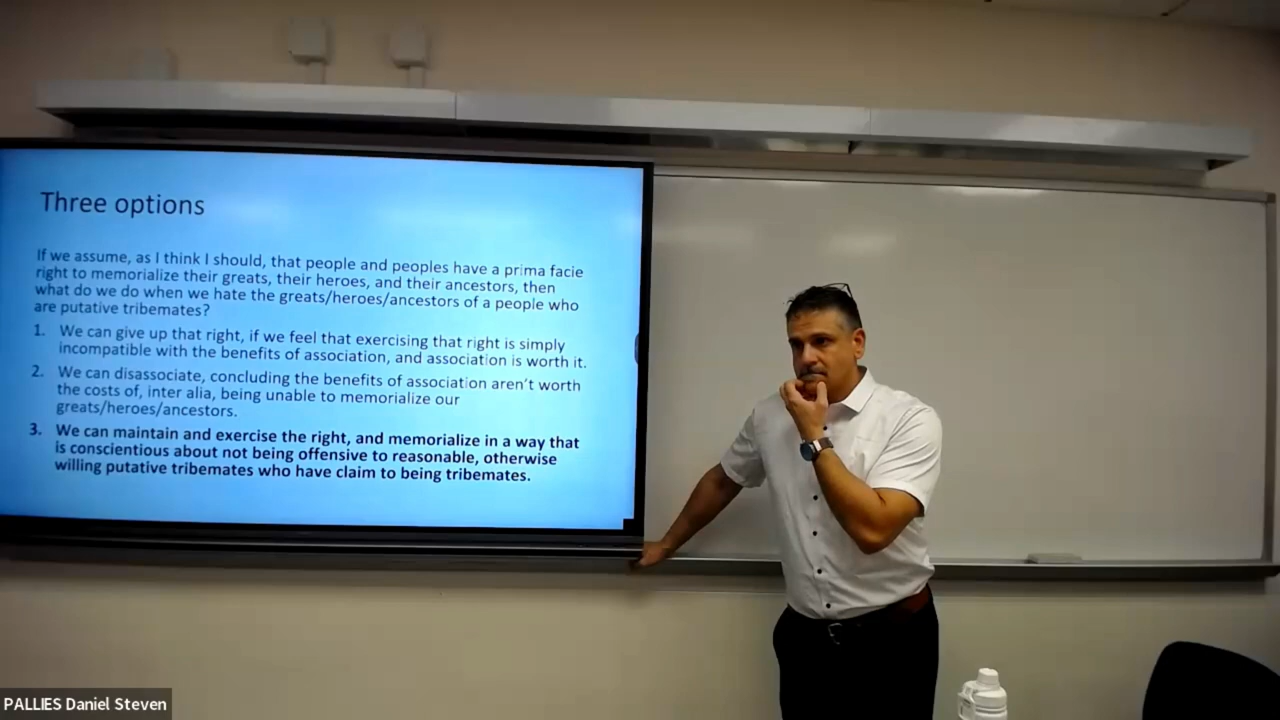 Three options
If we assume, as I think I should, that people and peoples have a prima facie
right to memorialize their greats, their heroes, and their ancestors, then
what do we do when we hate the greats/heroes/ancestors of a people who
are putative tribemates?
1. We can give up that right, if we feel that exercising that right is simply
incompatible with the benefits of association, and association is worth it.
2. We can disassociate, concluding the benefits of association aren't worth
the costs of, inter alia, being unable to memorialize our
greats/heroes/ancestors.
3. We can maintain and exercise the right, and memorialize in a way that
is conscientious about not being offensive to reasonable, otherwise
willing putative tribemates who have claim to being tribemates.
PALLIES Daniel Steven